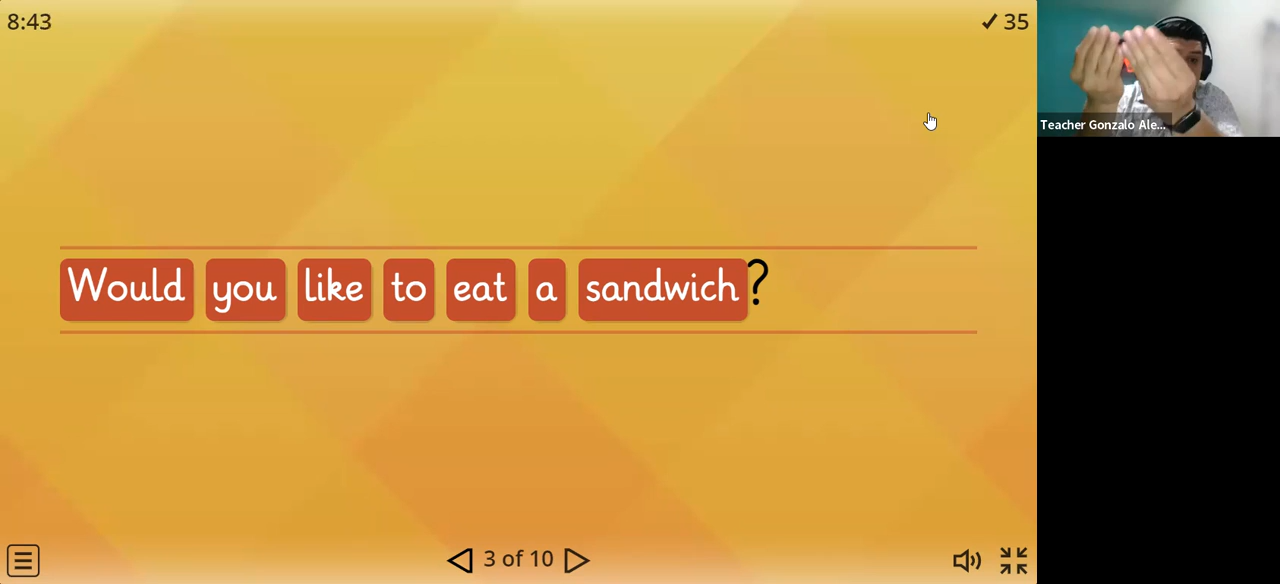 8:43
✓ 35
Teacher Gonzalo Ale...
Would you like to eat a sandwich?
3 of 10